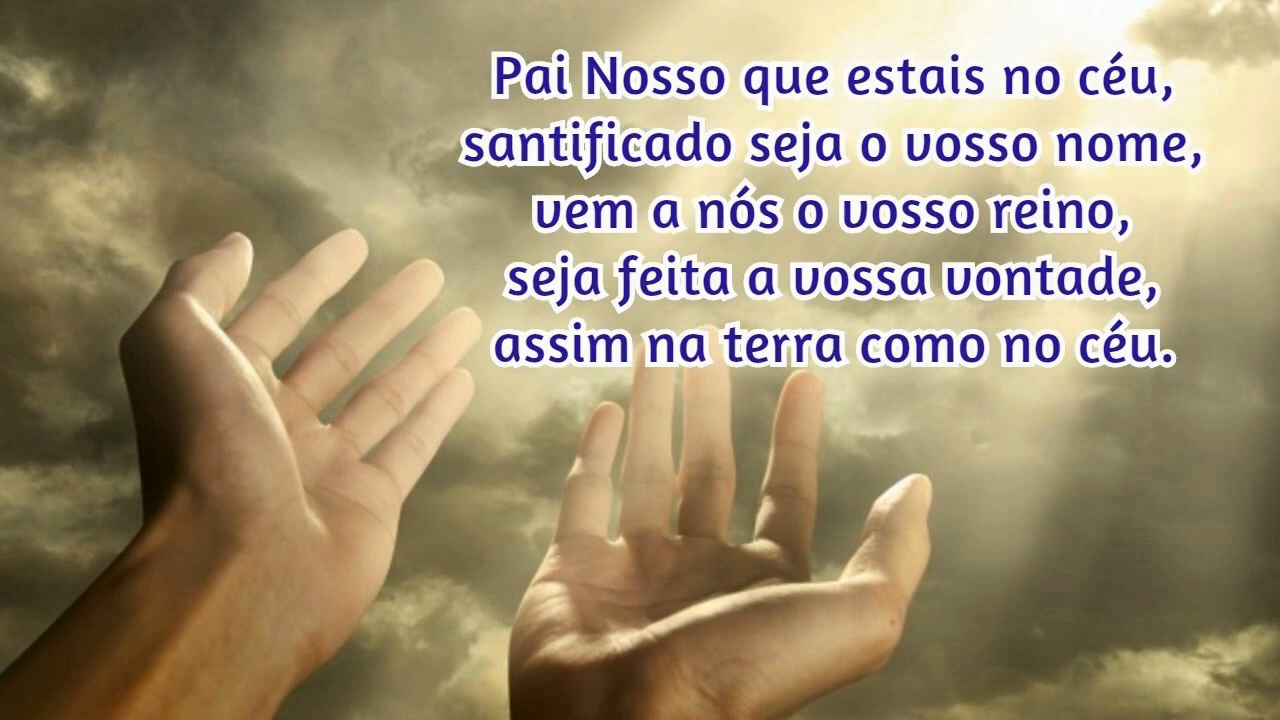 Pai Nosso que estais no céu,
santificado seja o vosso nome,
vem a nós o vosso reino,
seja feita a vossa vontade,
assim na terra como no céu.